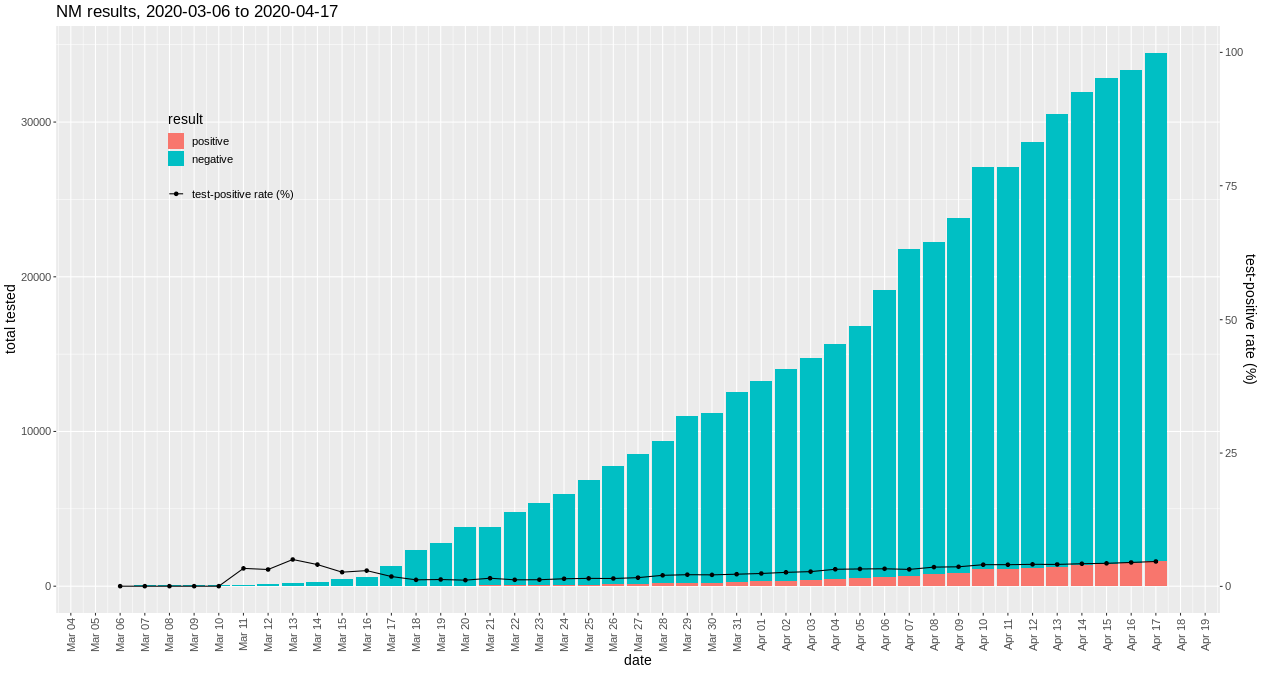 NM results, 2020-03-06 to 2020-04-17
result
positive
negative
test-positive rate (%)
total tested
30000
20000
10000
0
100
75
50
25
0
test-positive rate (%)
Mar 04
Mar 05
Mar 06
Mar 07
Mar 08
Mar 09
Mar 10
Mar 11
Mar 12
Mar 13
Mar 14
Mar 15
Mar 16
Mar 17
Mar 18
Mar 19
Mar 20
Mar 21
Mar 22
Mar 23
Mar 24
Mar 25
Mar 26
Mar 27
Mar 28
Mar 29
Mar 30
Mar 31
Apr 01
Apr 02
Apr 03
Apr 04
Apr 05
Apr 06
Apr 07
Apr 08
Apr 09
Apr 10
Apr 11
Apr 12
Apr 13
Apr 14
Apr 15
Apr 16
Apr 17
Apr 18
Apr 19
date